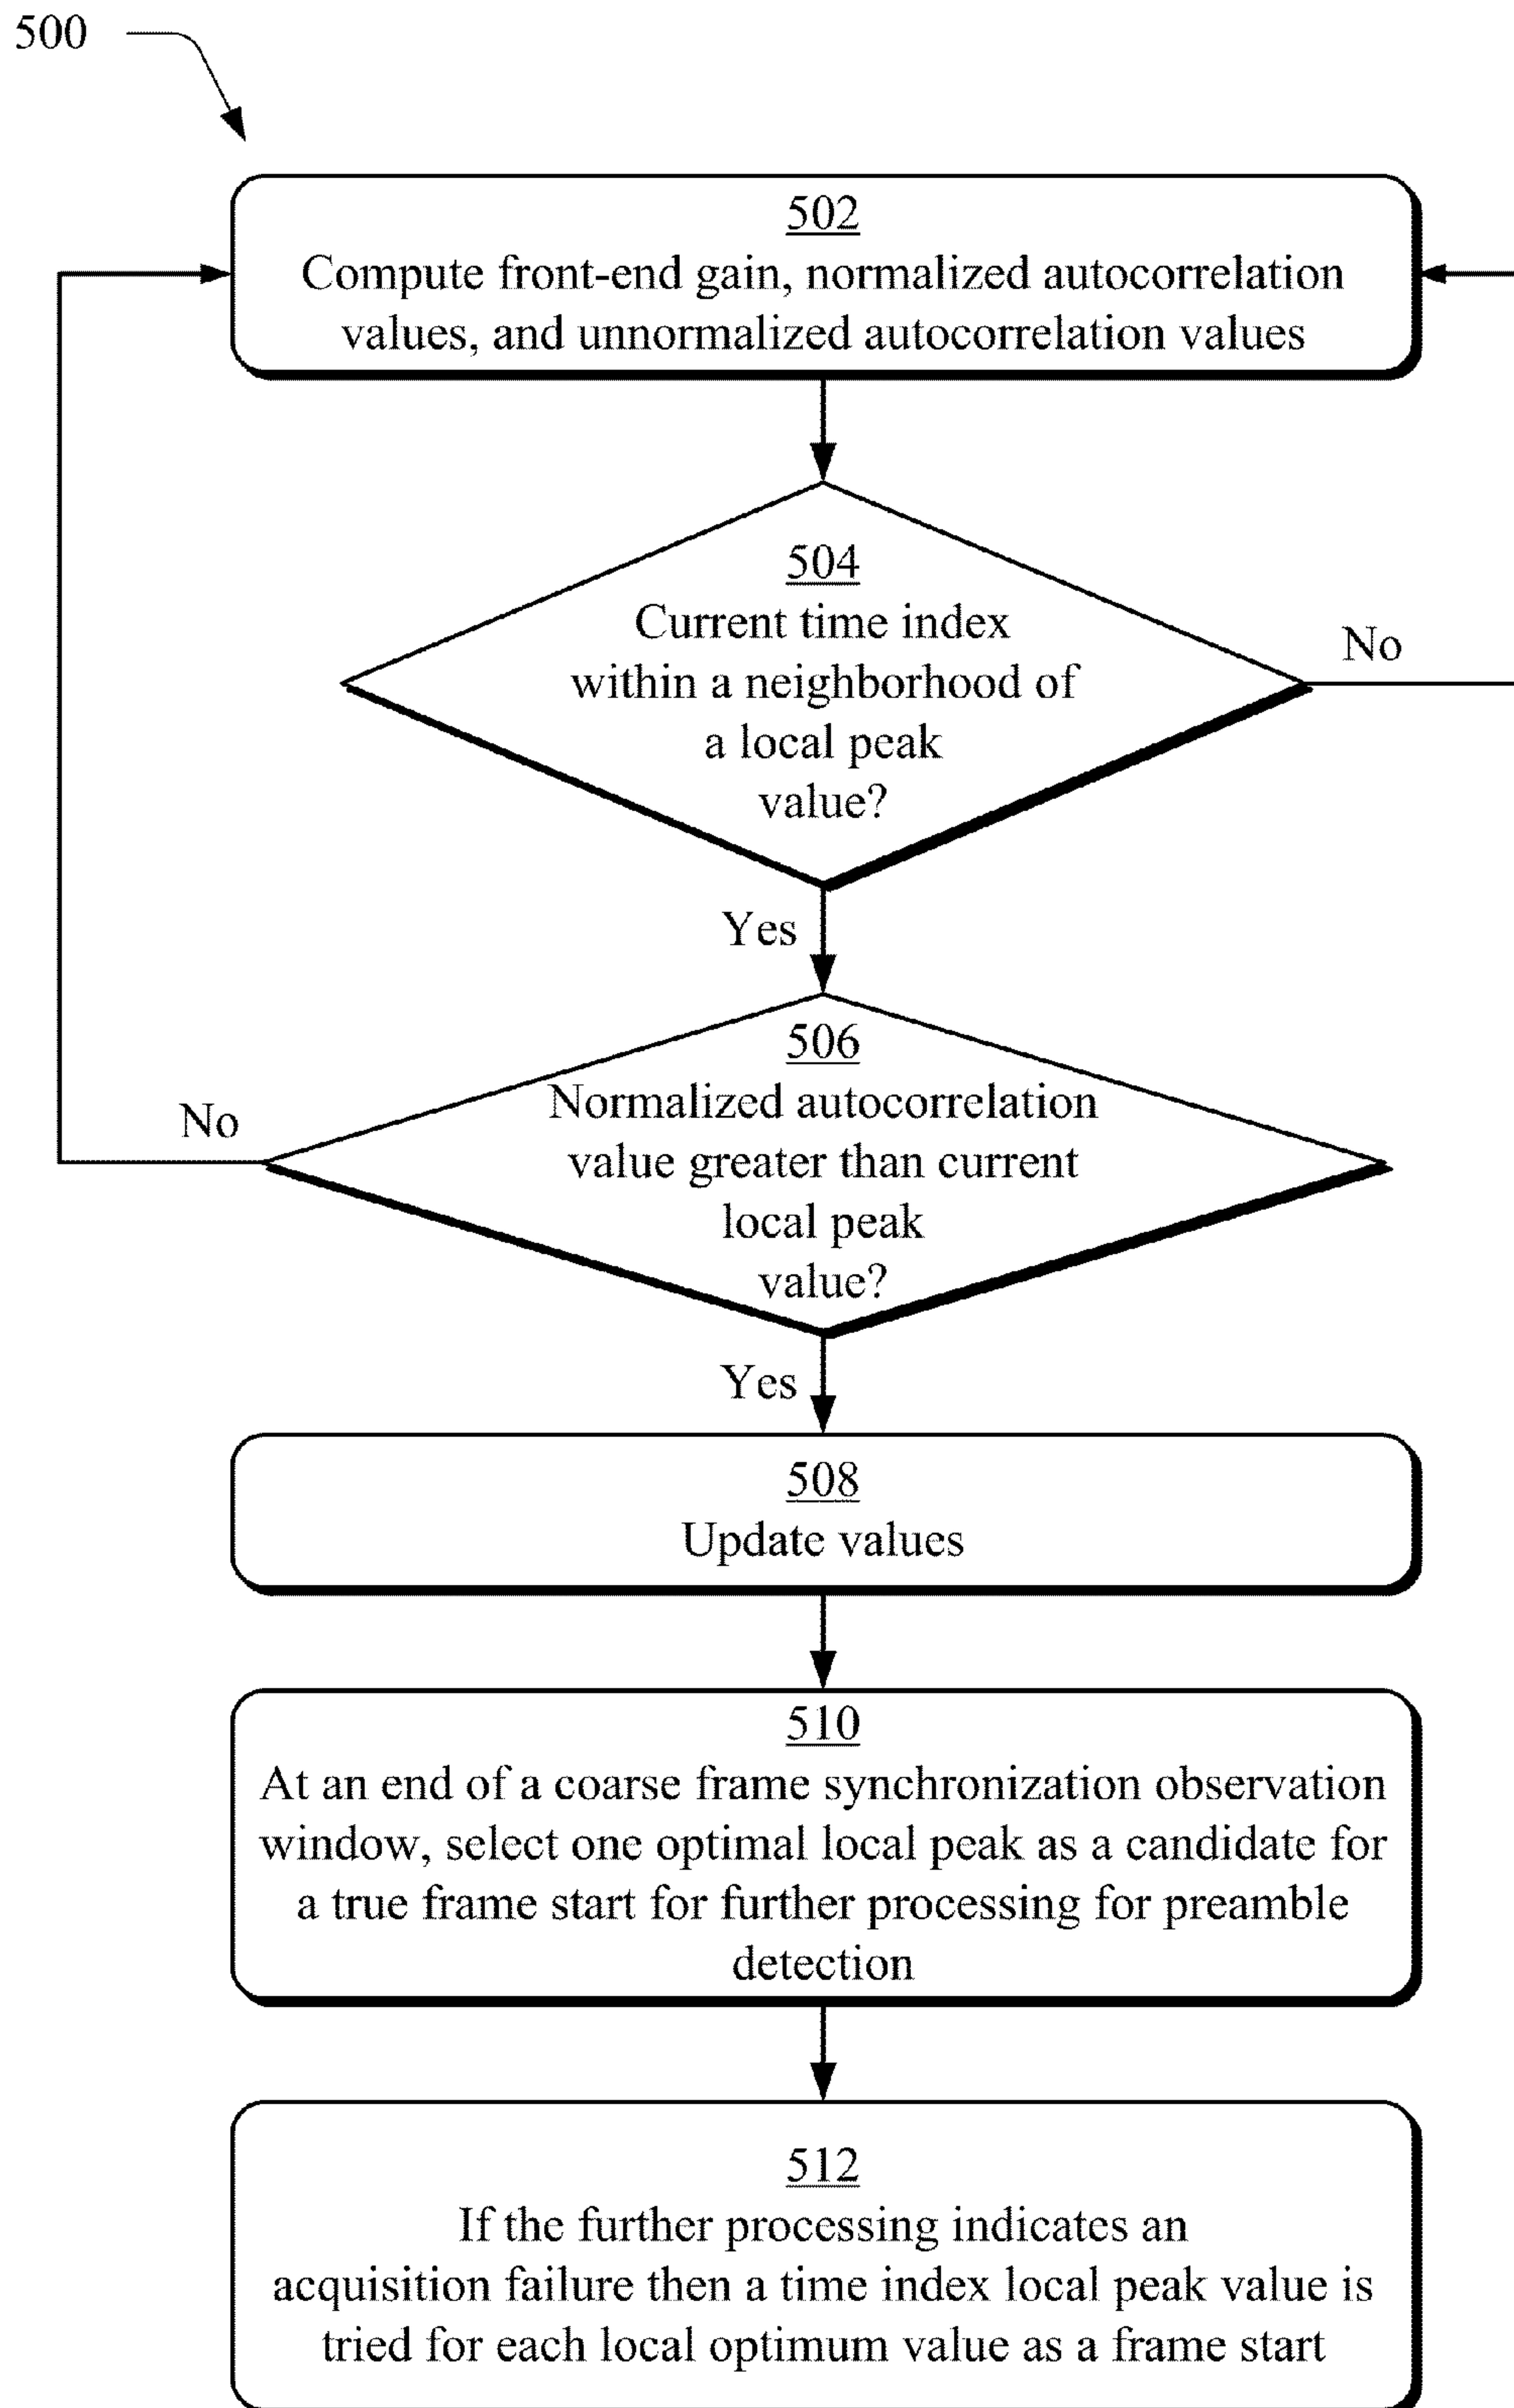 500
502
Compute front-end gain, normalized autocorrelation
values, and unnormalized autocorrelation values
504
Current time index
within a neighborhood of
a local peak
value?
No
Yes
506
Normalized autocorrelation
value greater than current
local peak
value?
No
Yes
508
Update values
510
At an end of a coarse frame synchronization observation
window, select one optimal local peak as a candidate for
a true frame start for further processing for preamble
detection
512
If the further processing indicates an
acquisition failure then a time index local peak value is
tried for each local optimum value as a frame start